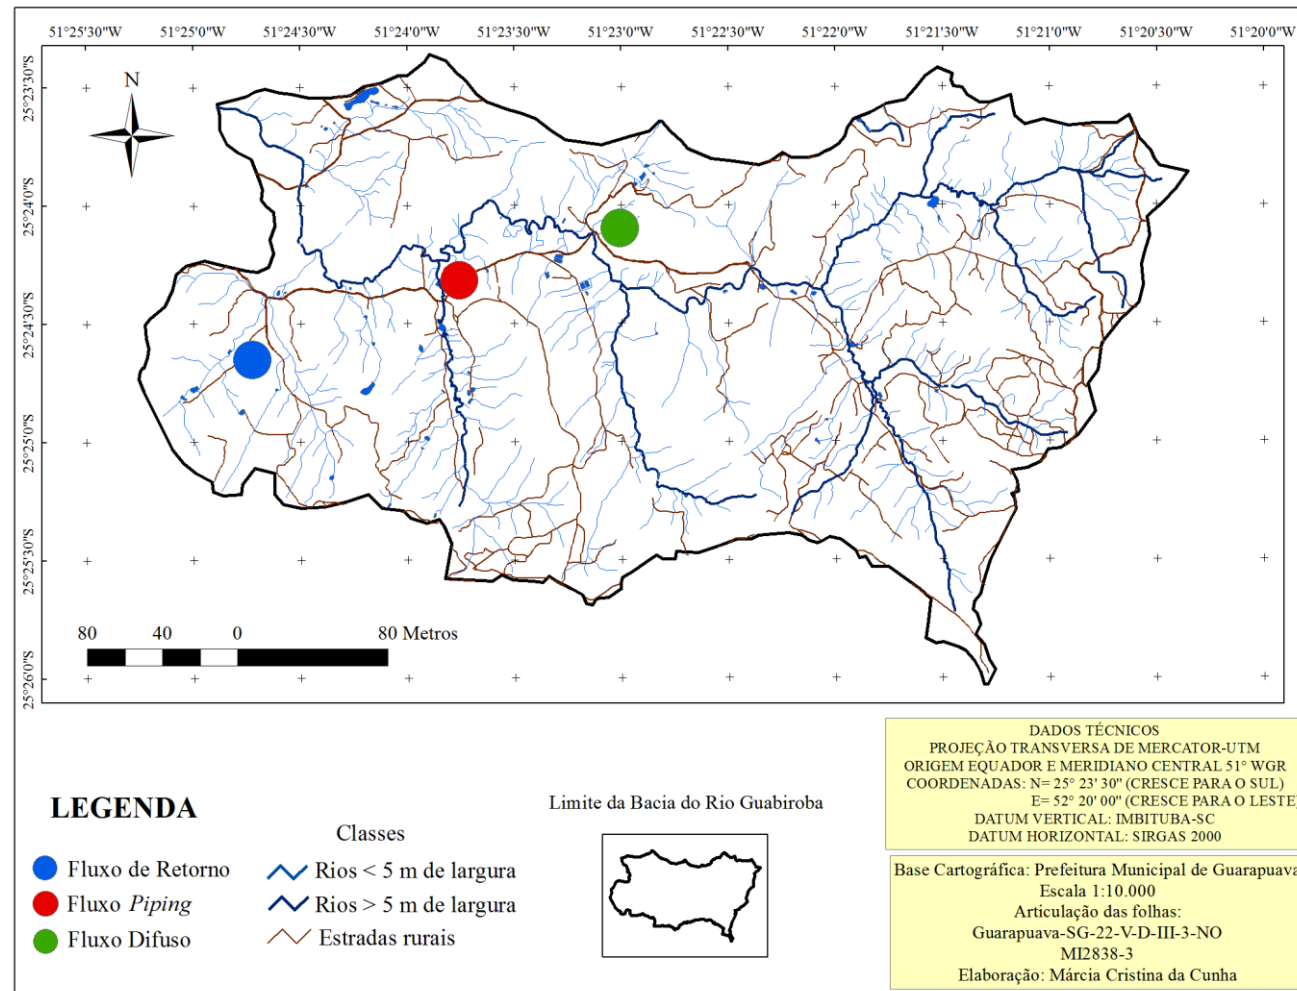 51°25'30"W 51°25'00"W 51°24'30"W 51°24'0"W 51°23'30"W 51°23'00"W 51°22'30"W 51°22'0"W 51°21'30"W 51°21'0"W 51°20'30"W 51°20'0"W
25°23'30"S
25°24'0"S
25°24'30"S
25°25'0"S
25°25'30"S
25°26'0"S
N
80 40 0 80 Metros
LEGENDA
Fluxo de Retorno
Fluxo Piping
Fluxo Difuso
Classes
Rios < 5 m de largura
Rios > 5 m de largura
Estradas rurais
Limite da Bacia do Rio Guabiroba
DADOS TÉCNICOS
PROJEÇÃO TRANSVERSA DE MERCATOR-UTM
ORIGEM EQUADOR E MERIDIANO CENTRAL 51° WGR
COORDENADAS: N= 25° 23' 30" (CRESCE PARA O SUL)
E= 52° 20' 00" (CRESCE PARA O LESTE)
DATUM VERTICAL: IMBITUBA-SC
DATUM HORIZONTAL: SIRGAS 2000
Base Cartográfica: Prefeitura Municipal de Guarapuava
Escala 1:10.000
Articulação das folhas:
Guarapuava-SG-22-V-D-III-3-NO
MI2838-3
Elaboração: Márcia Cristina da Cunha